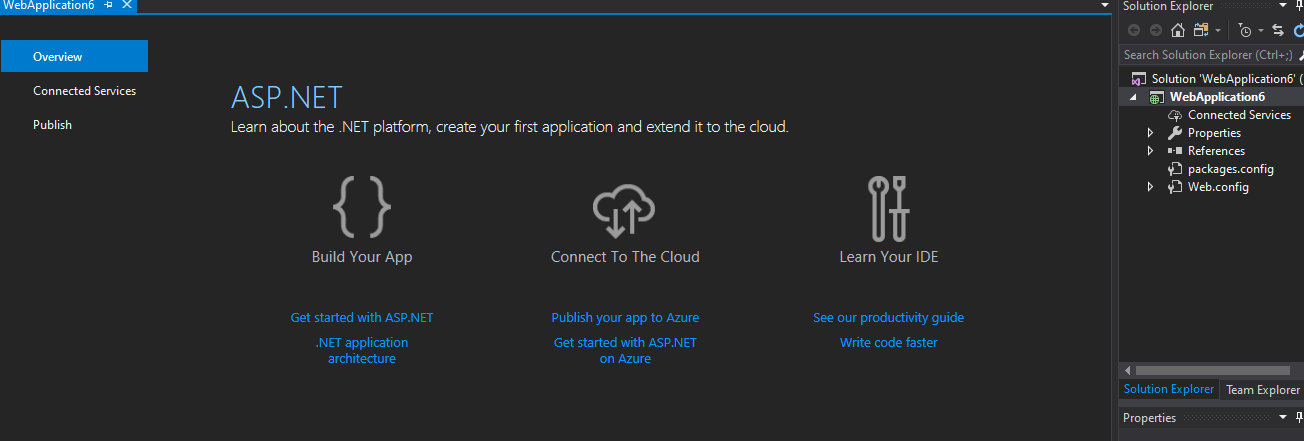 WebApplication6
Overview
Connected Services
Publish
ASP.NET
Learn about the .NET platform, create your first application and extend it to the cloud.
Build Your App
Get started with ASP.NET
.NET application
architecture
Connect To The Cloud
Publish your app to Azure
Get started with ASP.NET
on Azure
Learn Your IDE
See our productivity guide
Write code faster
Solution Explorer
Search Solution Explorer (Ctrl+;)
Solution 'WebApplication6' (
WebApplication6
Connected Services
Properties
References
packages.config
Web.config
Solution Explorer
Team Explorer
Properties